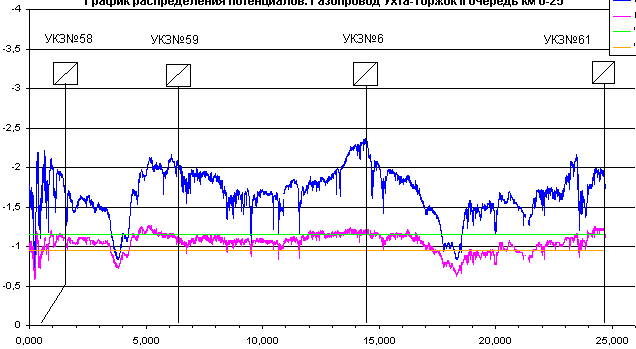 График распределения потенциалов. Газопровод Ухта-Торжок II очередь км 0-25
УКЗ№58 УКЗ№59 УКЗ№6 УКЗ№61
-4
-3
-2,5
-2
-1,5
-1
-0,5
0
0,000 5,000 10,000 15,000 20,000 25,000